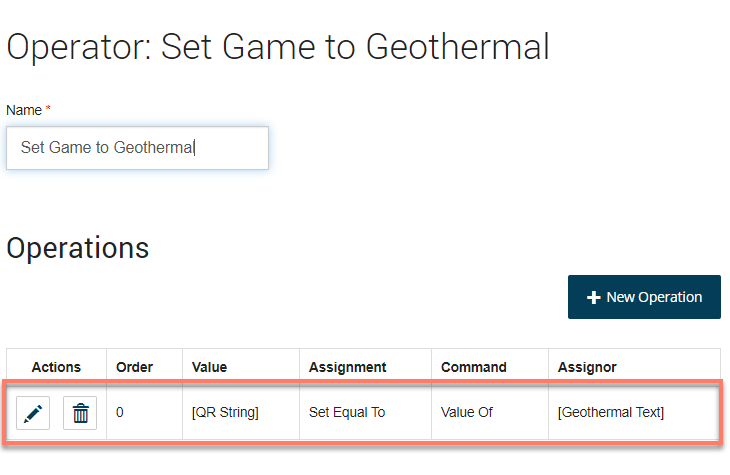 Operator: Set Game to Geothermal
Name *
Set Game to Geothermal
Operations
New Operation
Actions Order Value Assignment Command Assignor
0 [QR String] Set Equal To Value Of [Geothermal Text]